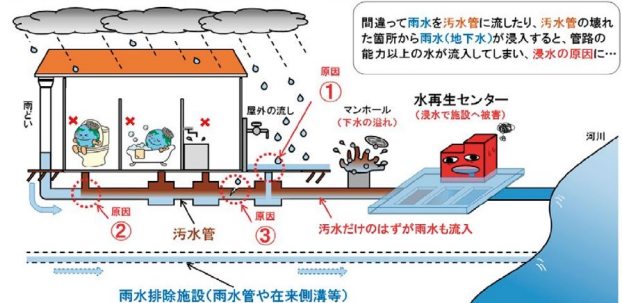 間違って雨水を汚水管に流したり、汚水管の壊れ
た箇所から雨水(地下水)が浸入すると、管路の
能力以上の水が流入してしまい、浸水の原因に…
原因
①
雨とい
屋外の流し
マンホール
(下水の溢れ)
水再生センター
(浸水で施設へ被害)
河川
原因
②
汚水管
原因
③
汚水だけのはずが雨水も流入
雨水排除施設(雨水管や在来側溝等)